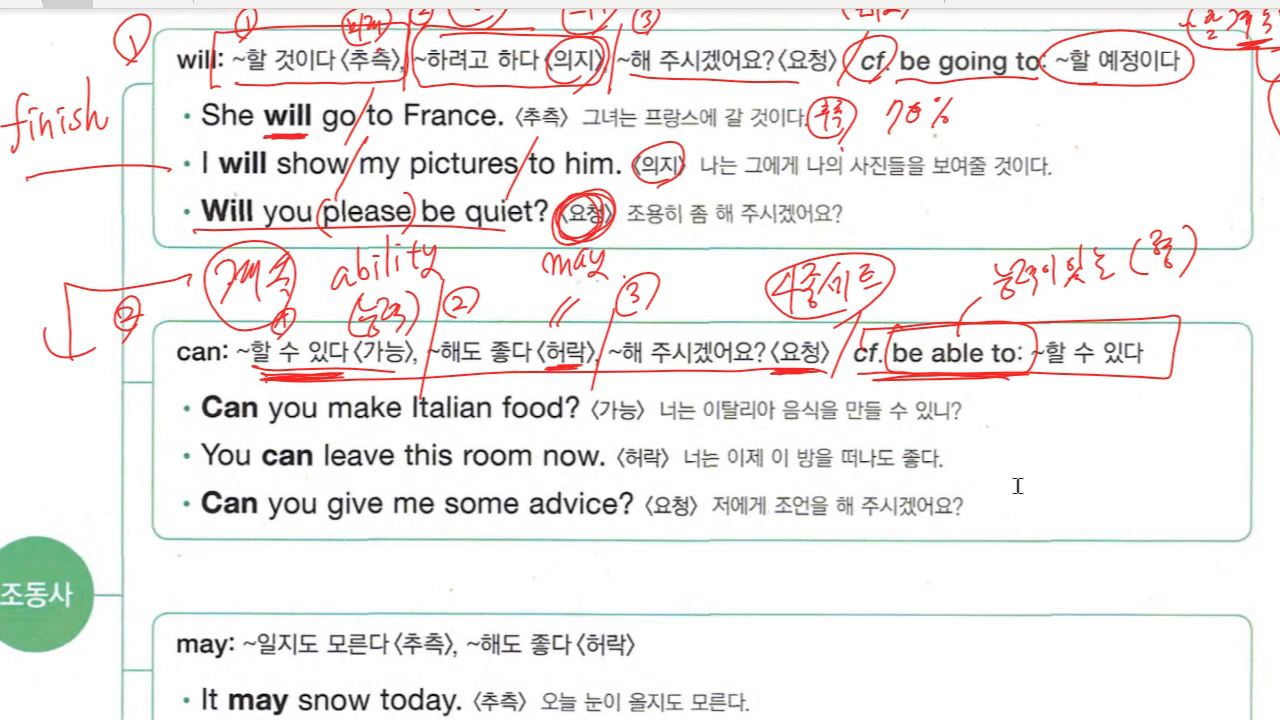 ① ① ② ③
will: ~할 것이다〈추측〉, ~하려고 하다〈의지〉, ~해 주시겠어요?〈요청〉 cf. be going to: ~할 예정이다
finish
• She will go to France. 〈추측〉 그녀는 프랑스에 갈 것이다. 추측 70%
• I will show my pictures to him. 〈의지〉 나는 그에게 나의 사진들을 보여줄 것이다.
• Will you please be quiet? 〈요청〉 조용히 좀 해 주시겠어요?
② ability may 4종세트 능력이 있는 (형)
(능력) ② 〃 ③
can: ~할 수 있다〈가능〉, ~해도 좋다〈허락〉, ~해 주시겠어요?〈요청〉 cf. be able to: ~할 수 있다
• Can you make Italian food? 〈가능〉 너는 이탈리아 음식을 만들 수 있니?
• You can leave this room now. 〈허락〉 너는 이제 이 방을 떠나도 좋다.
• Can you give me some advice? 〈요청〉 저에게 조언을 해 주시겠어요?
조동사
may: ~일지도 모른다〈추측〉, ~해도 좋다〈허락〉
• It may snow today. 〈추측〉 오늘 눈이 올지도 모른다.